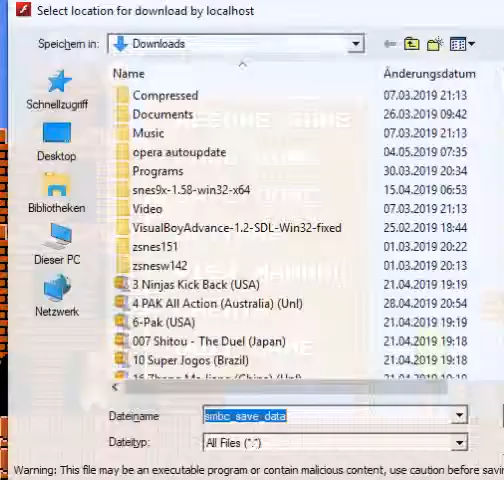 Select location for download by localhost
Speichern in: Downloads
Name Änderungsdatum
Compressed 07.03.2019 21:13
Documents 26.03.2019 09:42
Music 07.03.2019 21:13
opera autoupdate 04.05.2019 07:35
Programs 30.03.2019 20:34
snes9x-1.58-win32-x64 15.04.2019 06:53
Video 07.03.2019 21:13
VisualBoyAdvance-1.2-SDL-Win32-fixed 25.02.2019 18:44
zsnes151 01.03.2019 20:22
zsnesw142 01.03.2019 20:13
3 Ninjas Kick Back (USA) 21.04.2019 19:19
4 PAK All Action (Australia) (Unl) 28.04.2019 20:54
6-Pak (USA) 21.04.2019 19:19
007 Shitou - The Duel (Japan) 21.04.2019 19:18
10 Super Jogos (Brazil) 21.04.2019 19:18
21.04.2019 19:18
Schnellzugriff
Desktop
Bibliotheken
Dieser PC
Netzwerk
Dateiname smbc_save_data
Dateityp: All Files (*.*)
Warning: This file may be an executable program or contain malicious content, use caution before